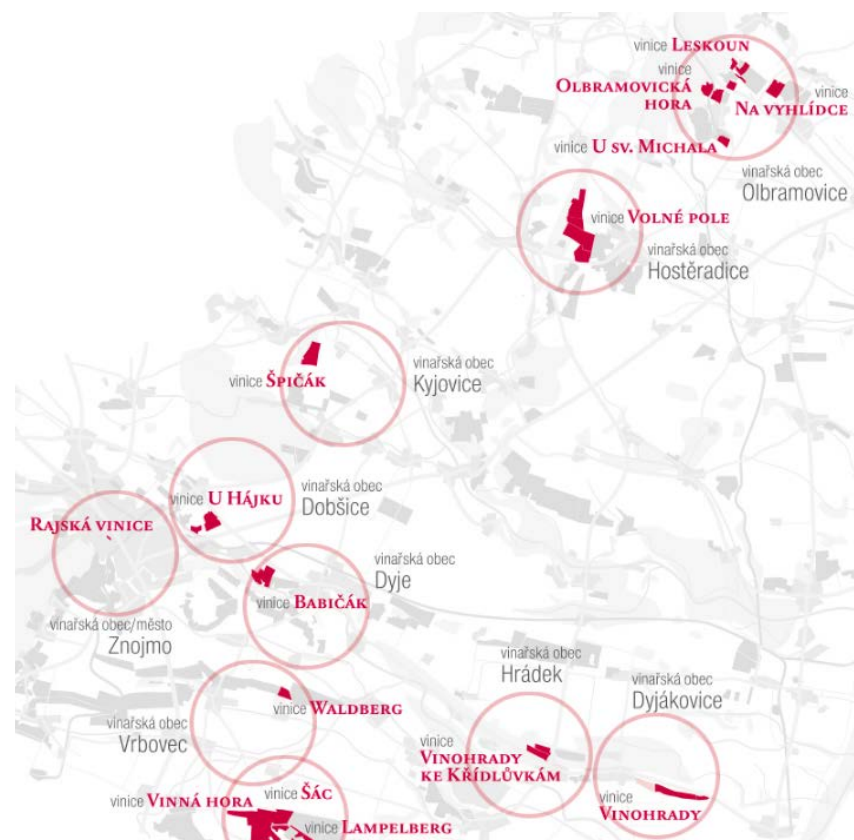 vinice LESKOUN
vinice
OLBRAMOVICKÁ
HORA
vinice
NA VYHLÍDCE
vinice U SV. MICHALA
vinařská obec
Olbramovice
vinice VOLNÉ POLE
vinařská obec
Hostěradice
vinice ŠPIČÁK
vinařská obec
Kyjovice
vinice U HÁJKU
vinařská obec
Dobšice
RAJSKÁ VINICE
vinařská obec/město
Znojmo
vinařská obec
Dyje
vinice BABIČÁK
vinařská obec
Hrádek
vinařská obec
Dyjákovice
vinice WALDBERG
vinařská obec
Vrbovec
vinice
VINOHRADY
KE KŘÍDLŮVKÁM
vinice
VINOHRADY
vinice VINNÁ HORA
vinice ŠÁC
vinice LAMPELBERG